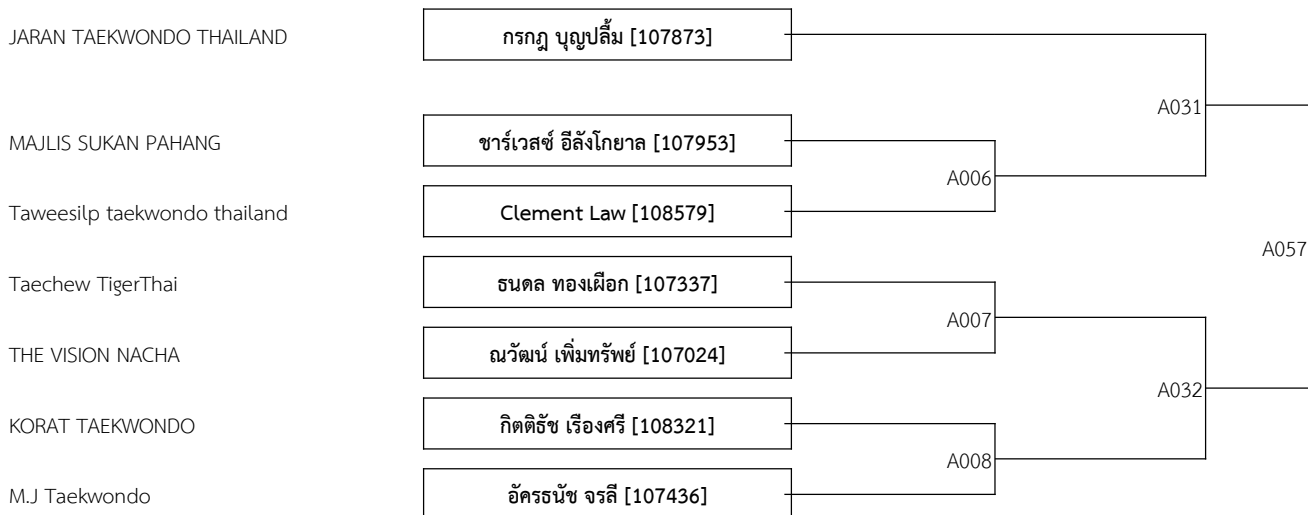 JARAN TAEKWONDO THAILAND กรกฎ บุญปลื้ม [107873]
A031
MAJLIS SUKAN PAHANG ชาร์เวสซ์ อีลังโกยาล [107953]
A006
Taweesilp taekwondo thailand Clement Law [108579]
A057
Taechew TigerThai ธนดล ทองเผือก [107337]
A007
THE VISION NACHA ณวัฒน์ เพิ่มทรัพย์ [107024]
A032
KORAT TAEKWONDO กิตติธัช เรืองศรี [108321]
A008
M.J Taekwondo อัครธนัช จรลี [107436]